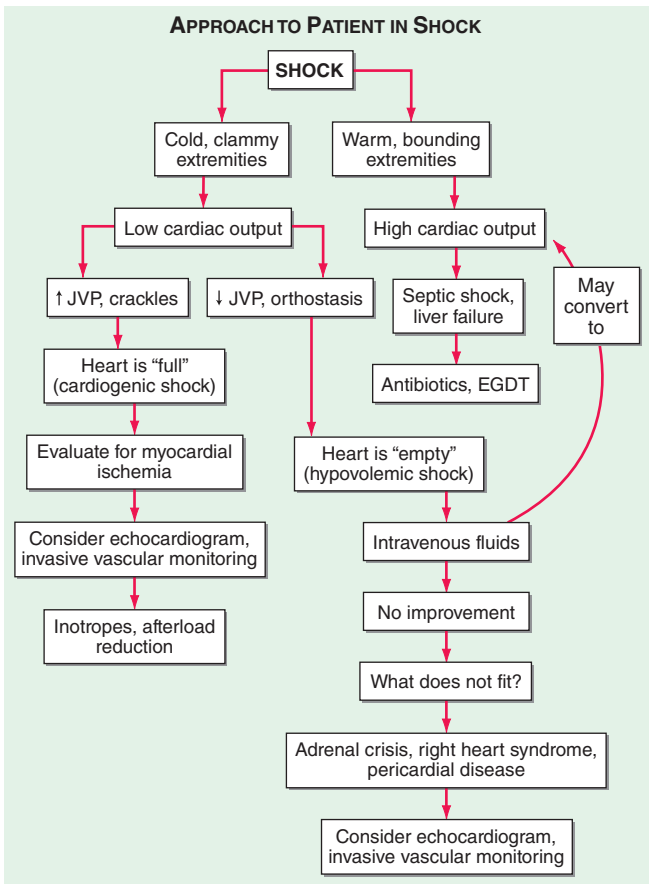 APPROACH TO PATIENT IN SHOCK
SHOCK
Cold, clammy
extremities
Warm, bounding
extremities
Low cardiac output
High cardiac output
↑ JVP, crackles
↓ JVP, orthostasis
Septic shock,
liver failure
May
convert
to
Heart is “full”
(cardiogenic shock)
Antibiotics, EGDT
Evaluate for myocardial
ischemia
Heart is “empty”
(hypovolemic shock)
Consider echocardiogram,
invasive vascular monitoring
Intravenous fluids
Inotropes, afterload
reduction
No improvement
What does not fit?
Adrenal crisis, right heart syndrome,
pericardial disease
Consider echocardiogram,
invasive vascular monitoring